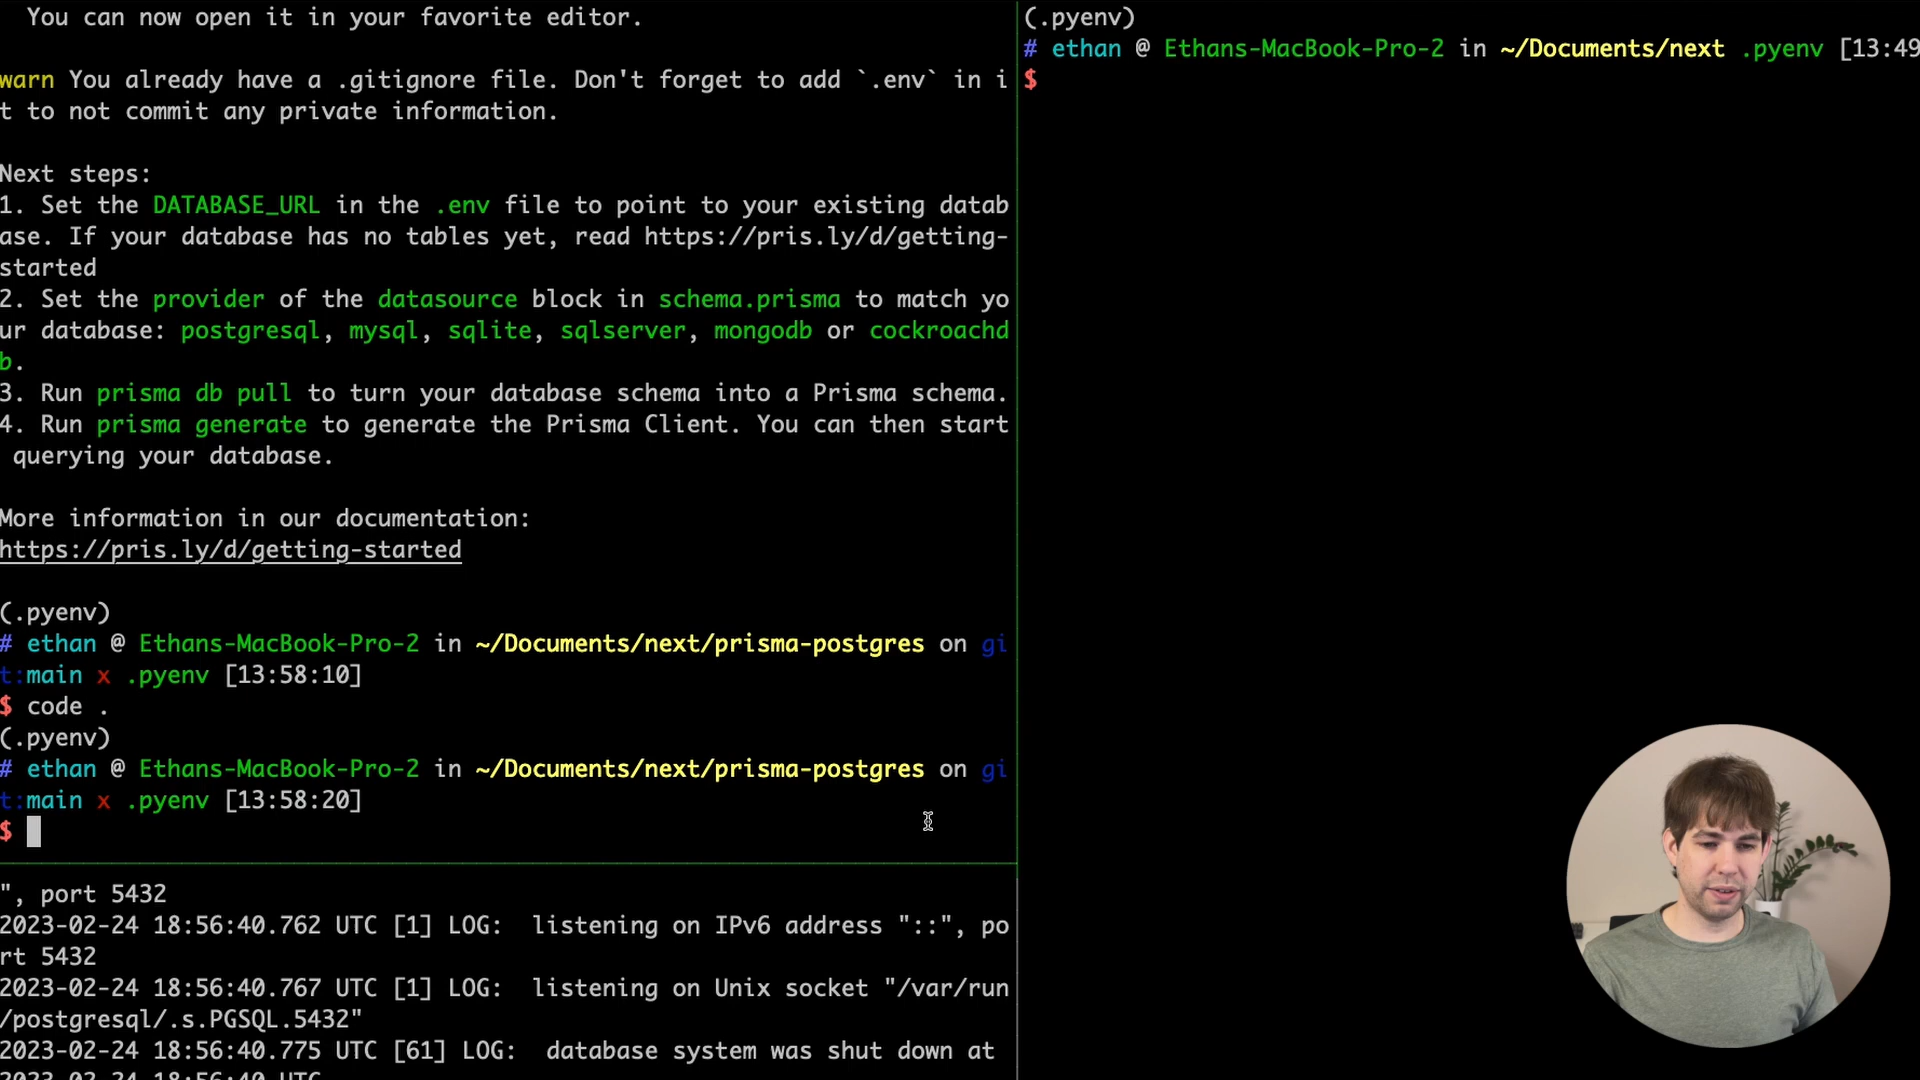 You can now open it in your favorite editor.
warn You already have a .gitignore file. Don't forget to add `.env` in i
t to not commit any private information.
Next steps:
1. Set the DATABASE_URL in the .env file to point to your existing datab
ase. If your database has no tables yet, read https://pris.ly/d/getting-
started
2. Set the provider of the datasource block in schema.prisma to match yo
ur database: postgresql, mysql, sqlite, sqlserver, mongodb or cockroachd
b.
3. Run prisma db pull to turn your database schema into a Prisma schema.
4. Run prisma generate to generate the Prisma Client. You can then start
querying your database.
More information in our documentation:
https://pris.ly/d/getting-started
(.pyenv)
# ethan @ Ethans-MacBook-Pro-2 in ~/Documents/next/prisma-postgres on gi
t:main x .pyenv [13:58:10]
$ code .
(.pyenv)
# ethan @ Ethans-MacBook-Pro-2 in ~/Documents/next/prisma-postgres on gi
t:main x .pyenv [13:58:20]
$
", port 5432
2023-02-24 18:56:40.762 UTC [1] LOG:  listening on IPv6 address "::", po
rt 5432
2023-02-24 18:56:40.767 UTC [1] LOG:  listening on Unix socket "/var/run
/postgresql/.s.PGSQL.5432"
2023-02-24 18:56:40.775 UTC [61] LOG:  database system was shut down at
2023-02-24 18:56:40 UTC
(.pyenv)
# ethan @ Ethans-MacBook-Pro-2 in ~/Documents/next .pyenv [13:49
$